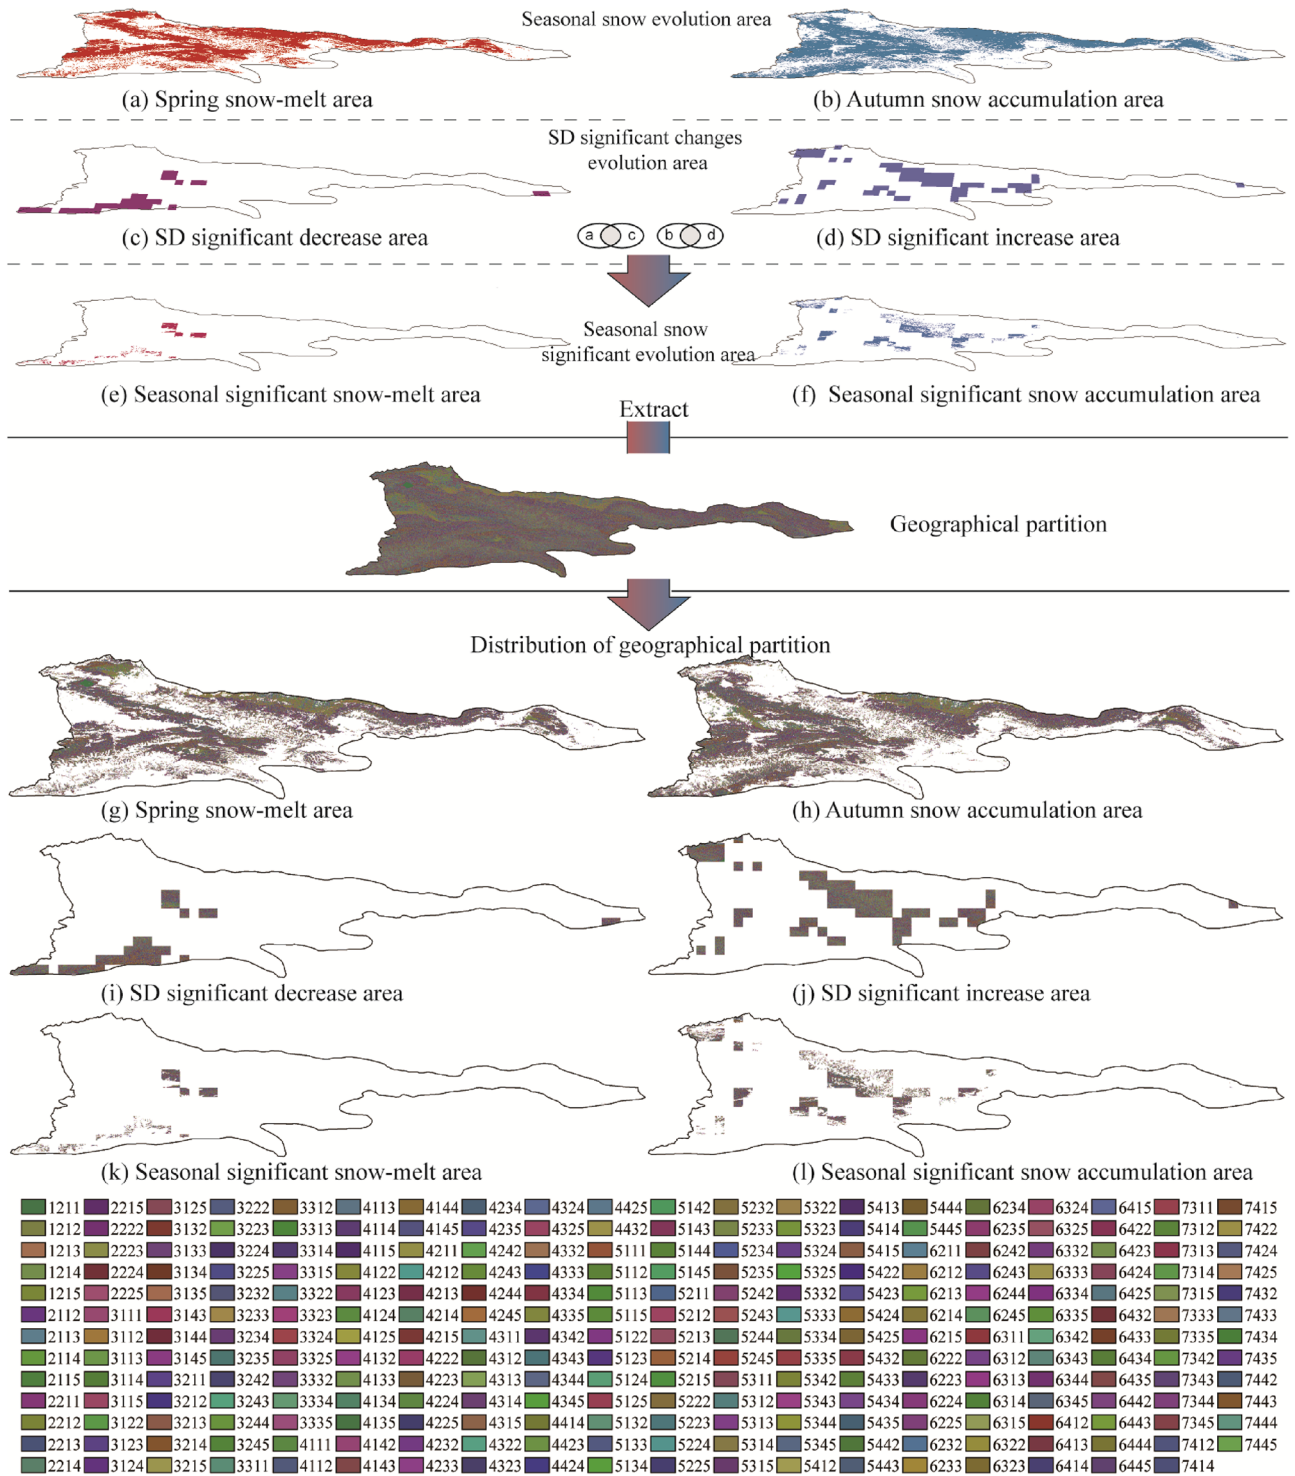 Seasonal snow evolution area
(a) Spring snow-melt area
(b) Autumn snow accumulation area
SD significant changes
evolution area
(c) SD significant decrease area
a c b d
(d) SD significant increase area
Seasonal snow
significant evolution area
(e) Seasonal significant snow-melt area
(f) Seasonal significant snow accumulation area
Extract
Geographical partition
Distribution of geographical partition
(g) Spring snow-melt area
(h) Autumn snow accumulation area
(i) SD significant decrease area
(j) SD significant increase area
(k) Seasonal significant snow-melt area
(l) Seasonal significant snow accumulation area
1211 2215 3125 3222 3312 4113 4144 4234 4324 4425 5142 5232 5322 5413 5444 6234 6324 6415 7311 7415
1212 2222 3132 3223 3313 4114 4145 4235 4325 4432 5143 5233 5323 5414 5445 6235 6325 6422 7312 7422
1213 2223 3133 3224 3314 4115 4211 4242 4332 5111 5144 5234 5324 5415 6211 6242 6332 6423 7313 7424
1214 2224 3134 3225 3315 4122 4212 4243 4333 5112 5145 5235 5325 5422 6212 6243 6333 6424 7314 7425
1215 2225 3135 3232 3322 4123 4213 4244 4334 5113 5211 5242 5332 5423 6213 6244 6334 6425 7315 7432
2112 3111 3143 3233 3323 4124 4214 4245 4335 5115 5212 5243 5333 5424 6214 6245 6335 6432 7333 7433
2113 3112 3144 3234 3324 4125 4215 4311 4342 5122 5213 5244 5334 5425 6215 6311 6342 6433 7335 7434
2114 3113 3145 3235 3325 4132 4222 4312 4343 5123 5214 5245 5335 5432 6222 6312 6343 6434 7342 7435
2115 3114 3211 3242 3332 4133 4223 4313 4344 5124 5215 5311 5342 5433 6223 6313 6344 6435 7343 7442
2211 3115 3212 3243 3334 4134 4224 4314 4345 5125 5222 5312 5343 5434 6224 6314 6345 6442 7344 7443
2212 3122 3213 3244 3335 4135 4225 4315 4414 5132 5223 5313 5344 5435 6225 6315 6412 6443 7345 7444
2213 3123 3214 3245 4111 4142 4232 4322 4423 5133 5224 5314 5345 5442 6232 6322 6413 6444 7412 7445
2214 3124 3215 3311 4112 4143 4233 4323 4424 5134 5225 5315 5412 5443 6233 6323 6414 6445 7414